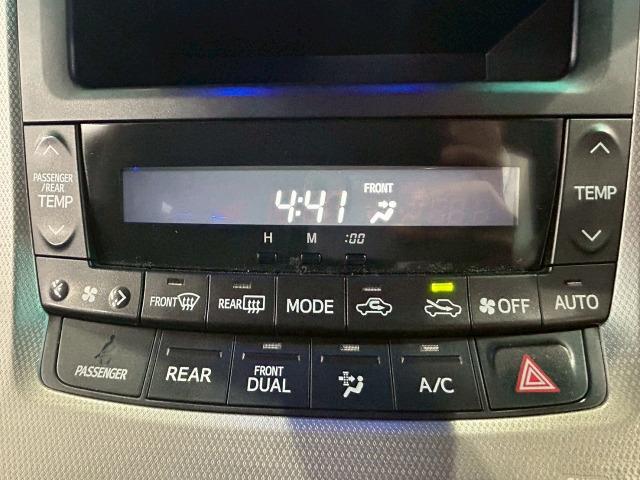 PASSENGER
/REAR
TEMP
FRONT
4:41
H M :00
TEMP
FRONT REAR MODE OFF AUTO
PASSENGER
REAR
FRONT
DUAL
A/C